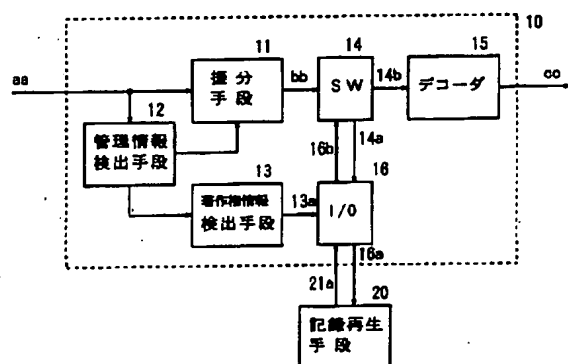 10
11
14
15
aa
振分
手段
bb
SW
14b
デコーダ
cc
12
管理情報
検出手段
16b
14a
13
16
著作権情報
検出手段
13a
I/O
21a
16a
20
記録再生
手段